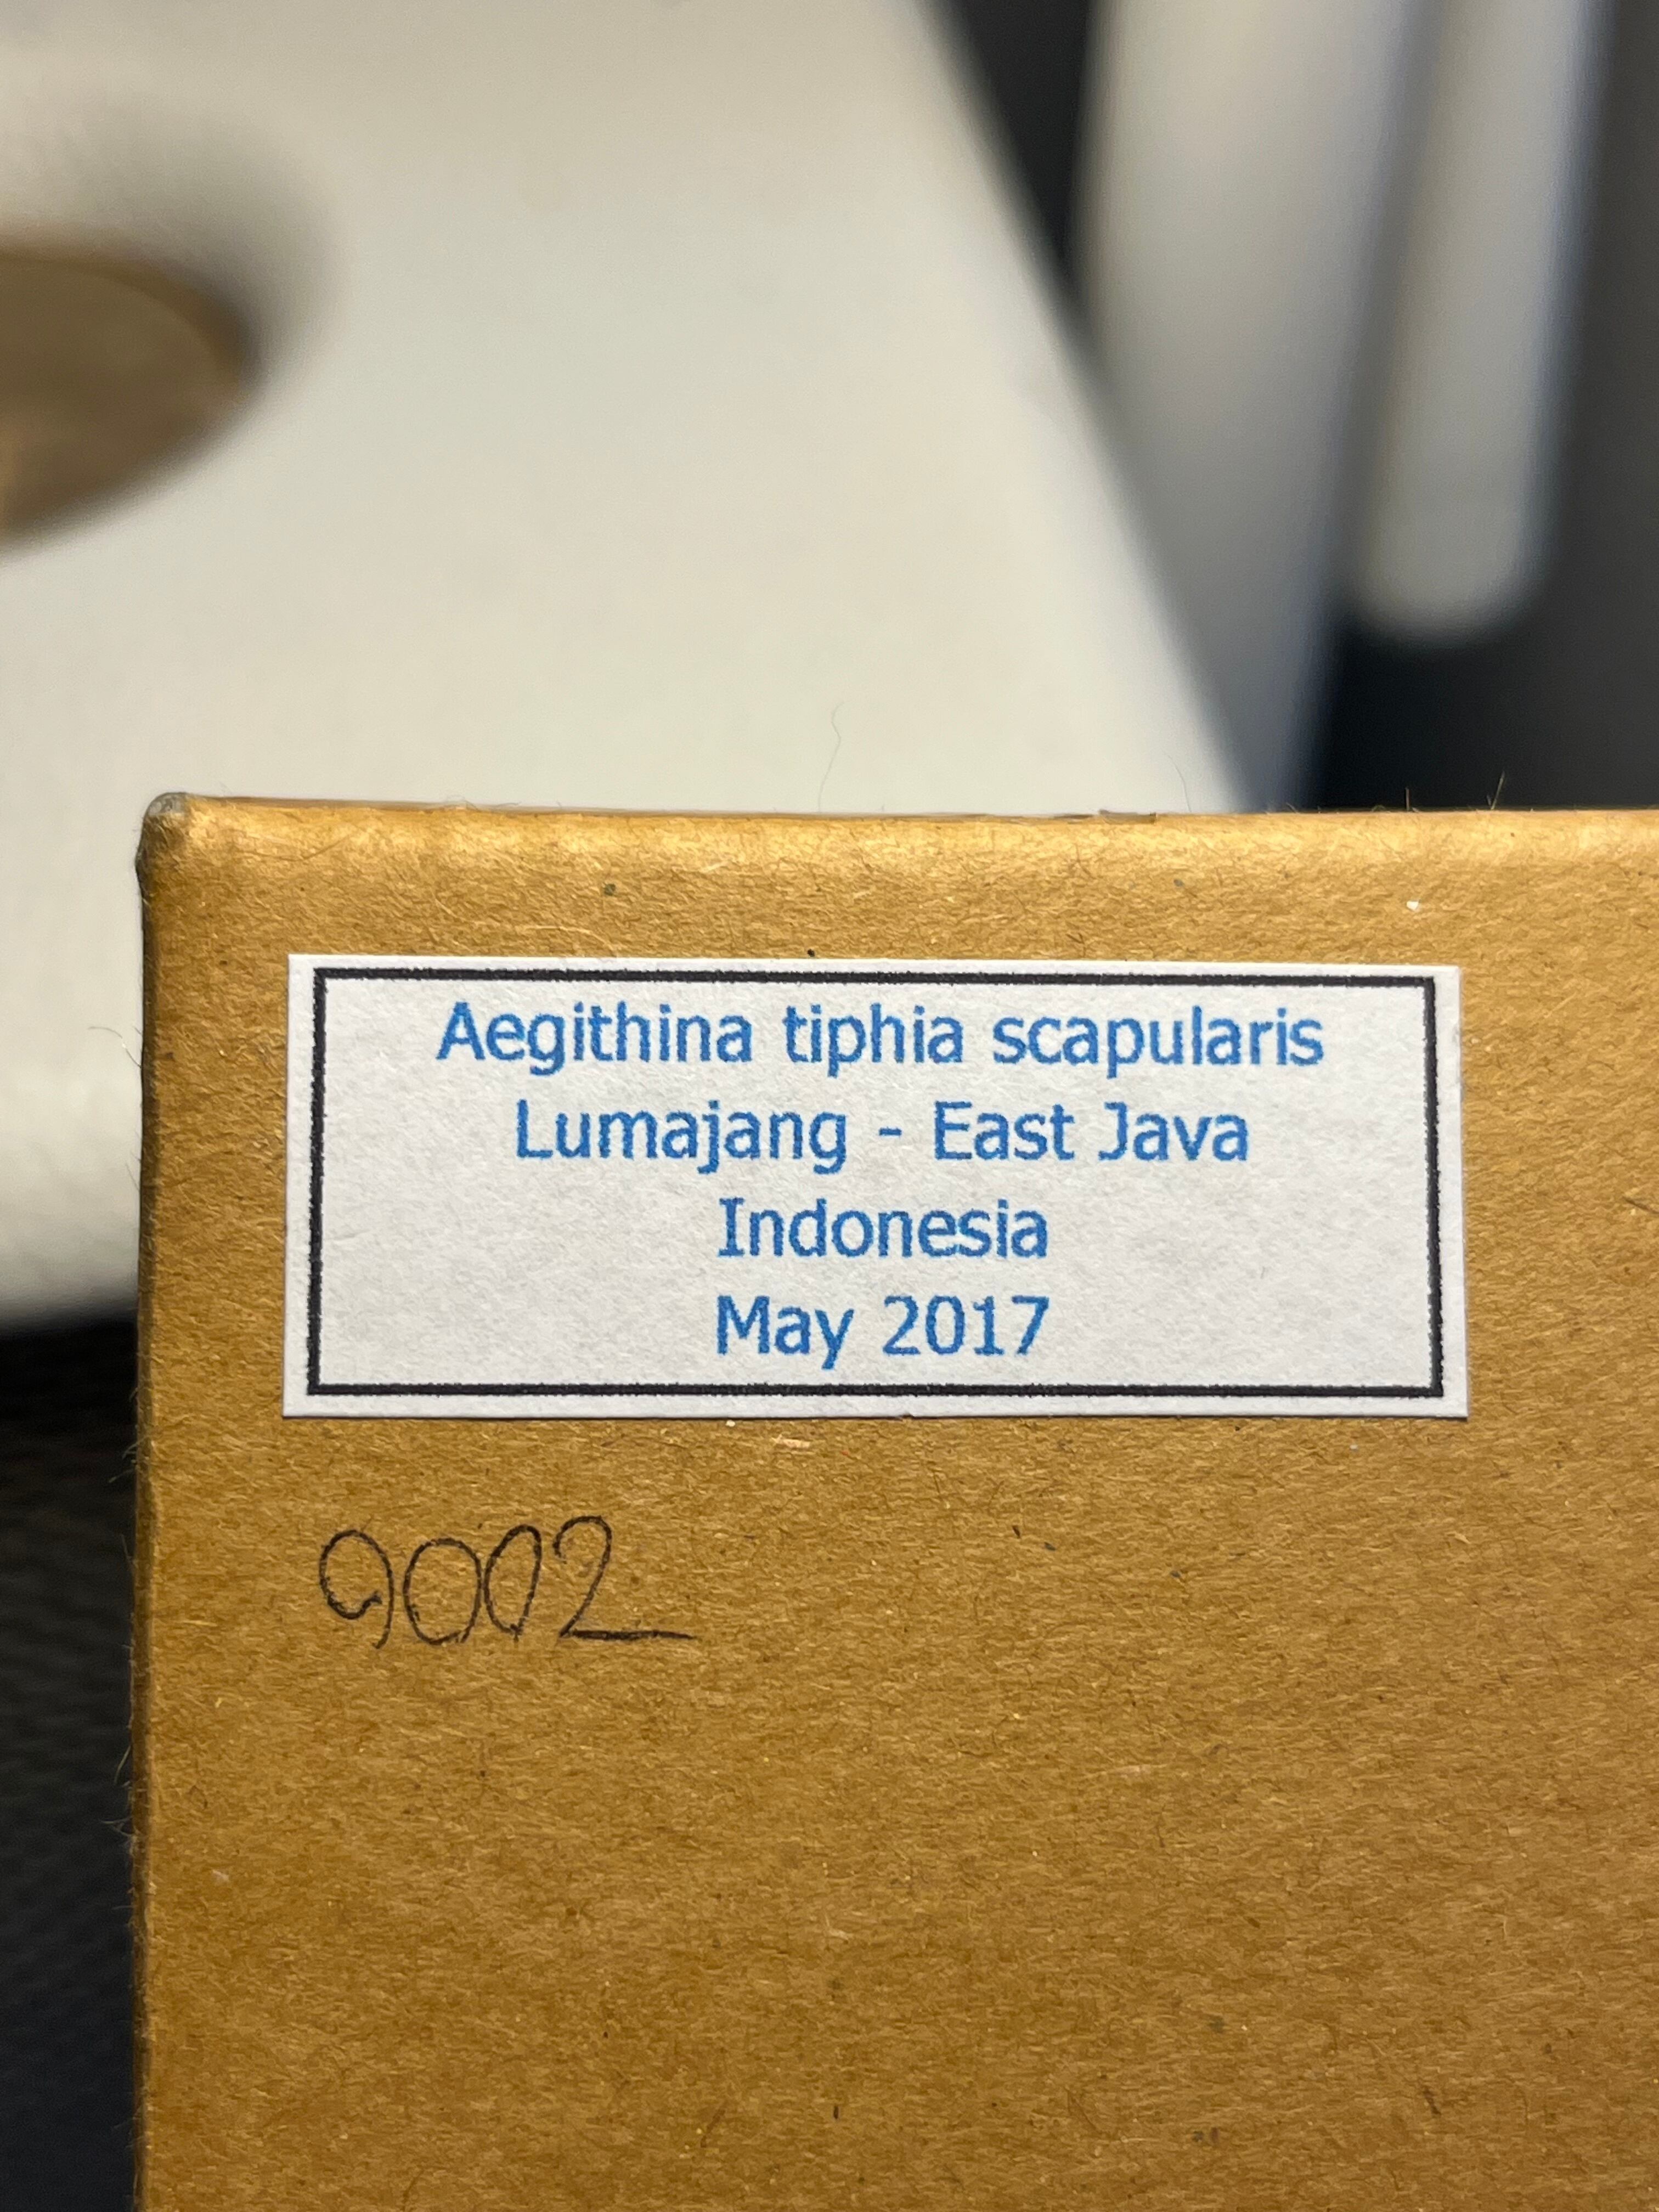 Aegithina tiphia scapularis
Lumajang - East Java
Indonesia
May 2017
9002